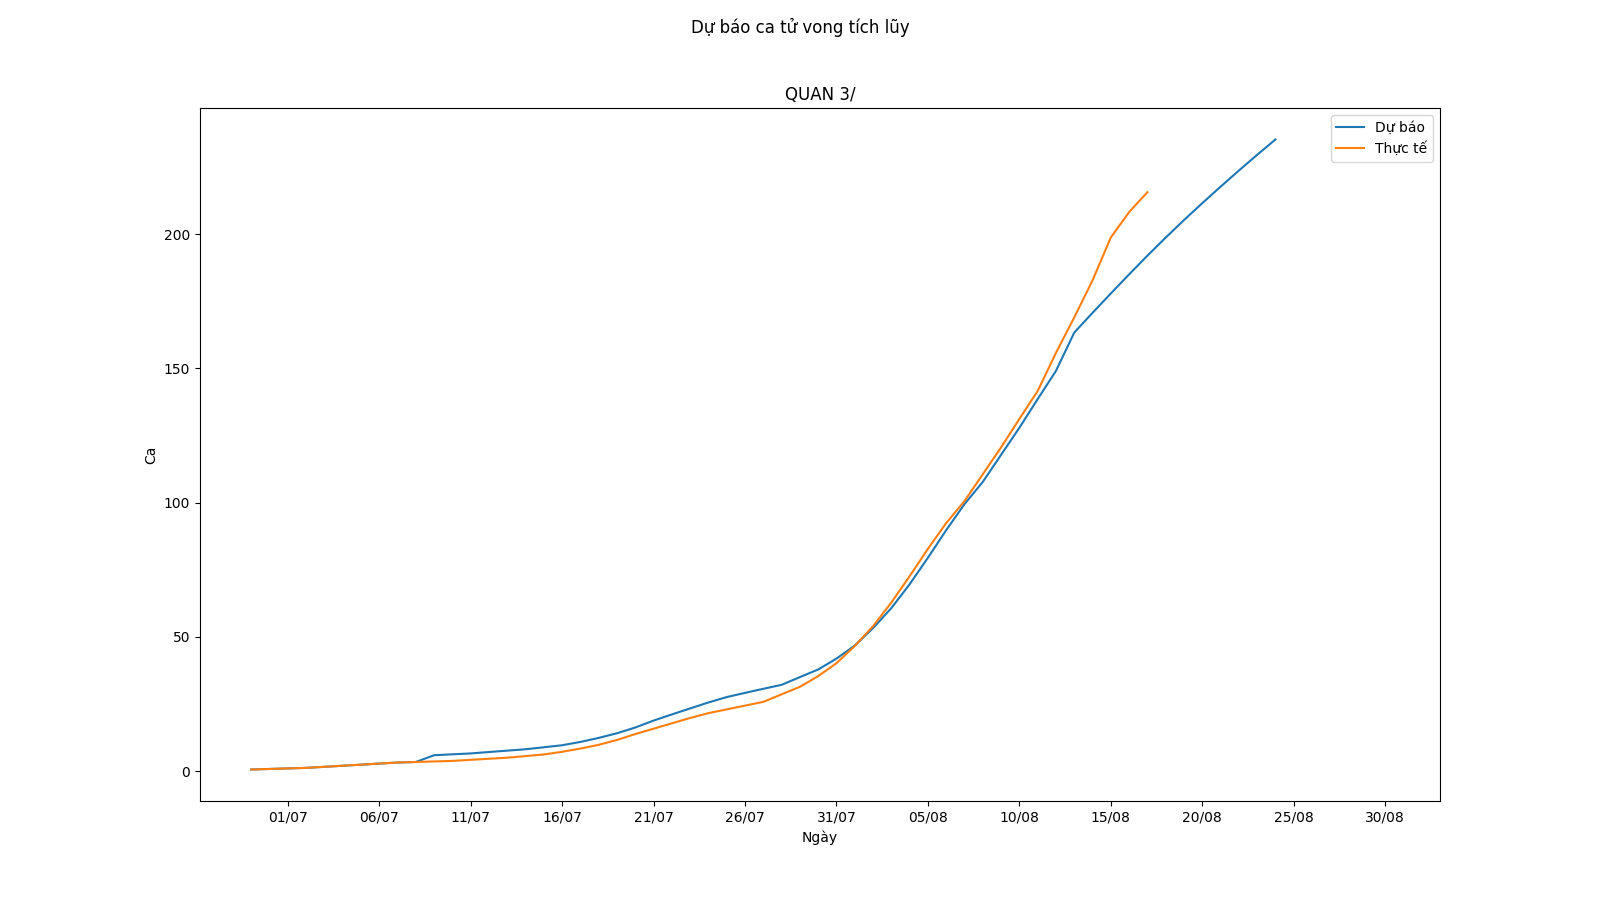 Dự báo ca tử vong tích lũy
QUAN 3/
Dự báo
Thực tế
200
150
100
50
0
Ca
01/07 06/07 11/07 16/07 21/07 26/07 31/07 05/08 10/08 15/08 20/08 25/08 30/08
Ngày